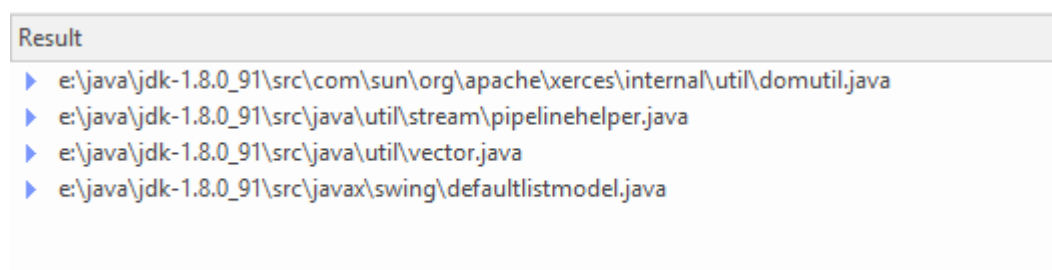 Result
e:\java\jdk-1.8.0_91\src\com\sun\org\apache\xerces\internal\util\domutil.java
e:\java\jdk-1.8.0_91\src\java\util\stream\pipelinehelper.java
e:\java\jdk-1.8.0_91\src\java\util\vector.java
e:\java\jdk-1.8.0_91\src\javax\swing\defaultlistmodel.java